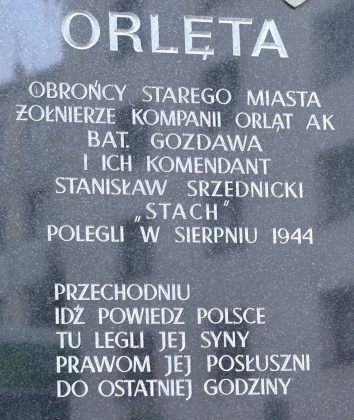 ORLĘTA
OBROŃCY STAREGO MIASTA
ŻOŁNIERZE KOMPANII ORLĄT AK
BAT. GOZDAWA
I ICH KOMENDANT
STANISŁAW SRZEDNICKI
„STACH"
POLEGLI W SIERPNIU 1944
PRZECHODNIU
IDŹ POWIEDZ POLSCE
TU LEGLI JEJ SYNY
PRAWOM JEJ POSŁUSZNI
DO OSTATNIEJ GODZINY